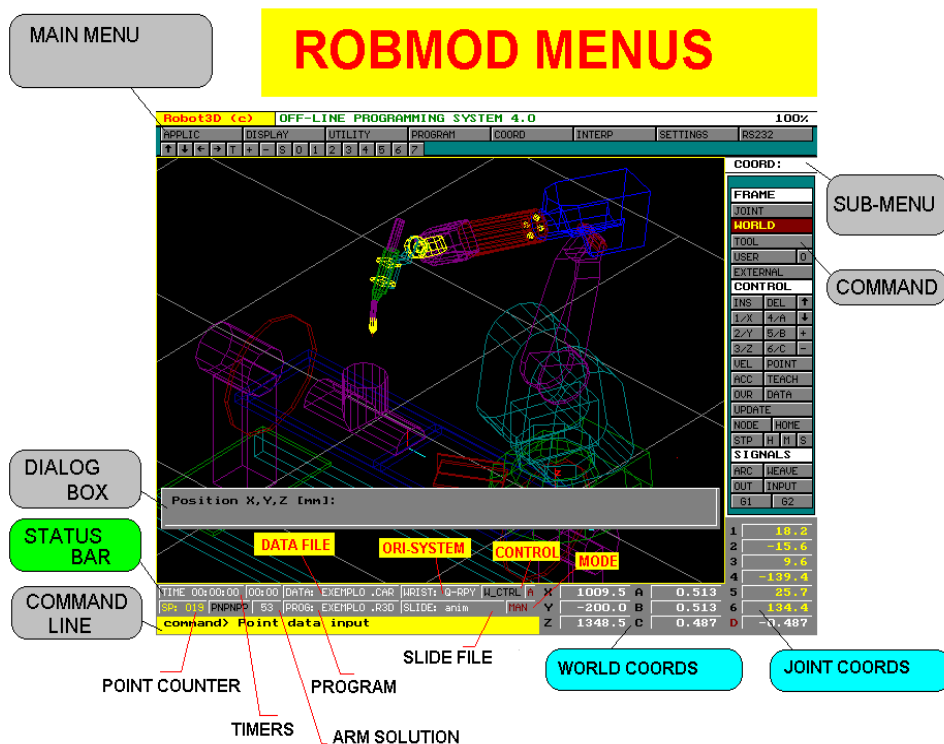 MAIN MENU
ROBMOD MENUS
Robot3D (c) OFF-LINE PROGRAMMING SYSTEM 4.0 100%
APPLIC DISPLAY UTILITY PROGRAM COORD INTERP SETTINGS RS232
↑ ↓ ← → T + - S 0 1 2 3 4 5 6 7
COORD:
SUB-MENU
FRAME
JOINT
WORLD
TOOL
USER 0
EXTERNAL
COMMAND
CONTROL
INS DEL ↑
1/X 4/A ↓
2/Y 5/B +
3/Z 6/C -
VEL POINT
ACC TEACH
OVR DATA
UPDATE
NODE HOME
STP H M S
SIGNALS
ARC WEAVE
OUT INPUT
G1 G2
DIALOG
BOX
Position X,Y,Z [mm]:
STATUS
BAR
DATA FILE ORI-SYSTEM CONTROL MODE
1 18.2
2 -15.6
3 9.6
4 -139.4
5 25.7
6 134.4
D -0.487
COMMAND
LINE
TIME 00:00:00 00:00 DATA: EXEMPLO .CAR WRIST: Q-RPY W_CTRL A X 1009.5 A 0.513
SP: 019 PNPNPP 53 PROG: EXEMPLO .R3D SLIDE: anim MAN Y -200.0 B 0.513
command> Point data input Z 1348.5 C 0.487
SLIDE FILE
WORLD COORDS
JOINT COORDS
POINT COUNTER
PROGRAM
TIMERS
ARM SOLUTION